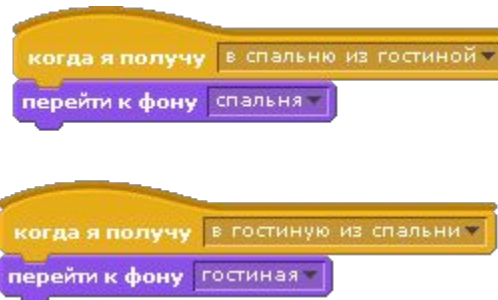 когда я получу в спальню из гостиной
перейти к фону спальня
когда я получу в гостиную из спальни
перейти к фону гостиная